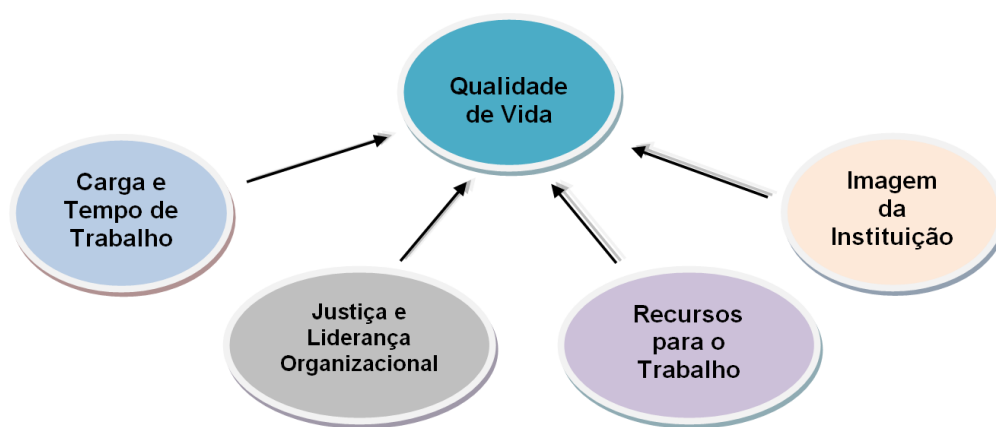 Qualidade
de Vida
Carga e
Tempo de
Trabalho
Imagem
da
Instituição
Justiça e
Liderança
Organizacional
Recursos
para o
Trabalho